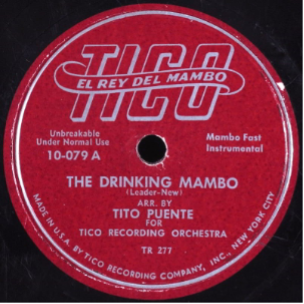 TICO
EL REY DEL MAMBO
Unbreakable
Under Normal Use
10-079 A
Mambo Fast
Instrumental
THE DRINKING MAMBO
(Leader-New)
ARR. BY
TITO PUENTE
FOR
TICO RECORDING ORCHESTRA
TR 277
MADE IN U.S.A. BY TICO RECORDING COMPANY, INC., NEW YORK CITY